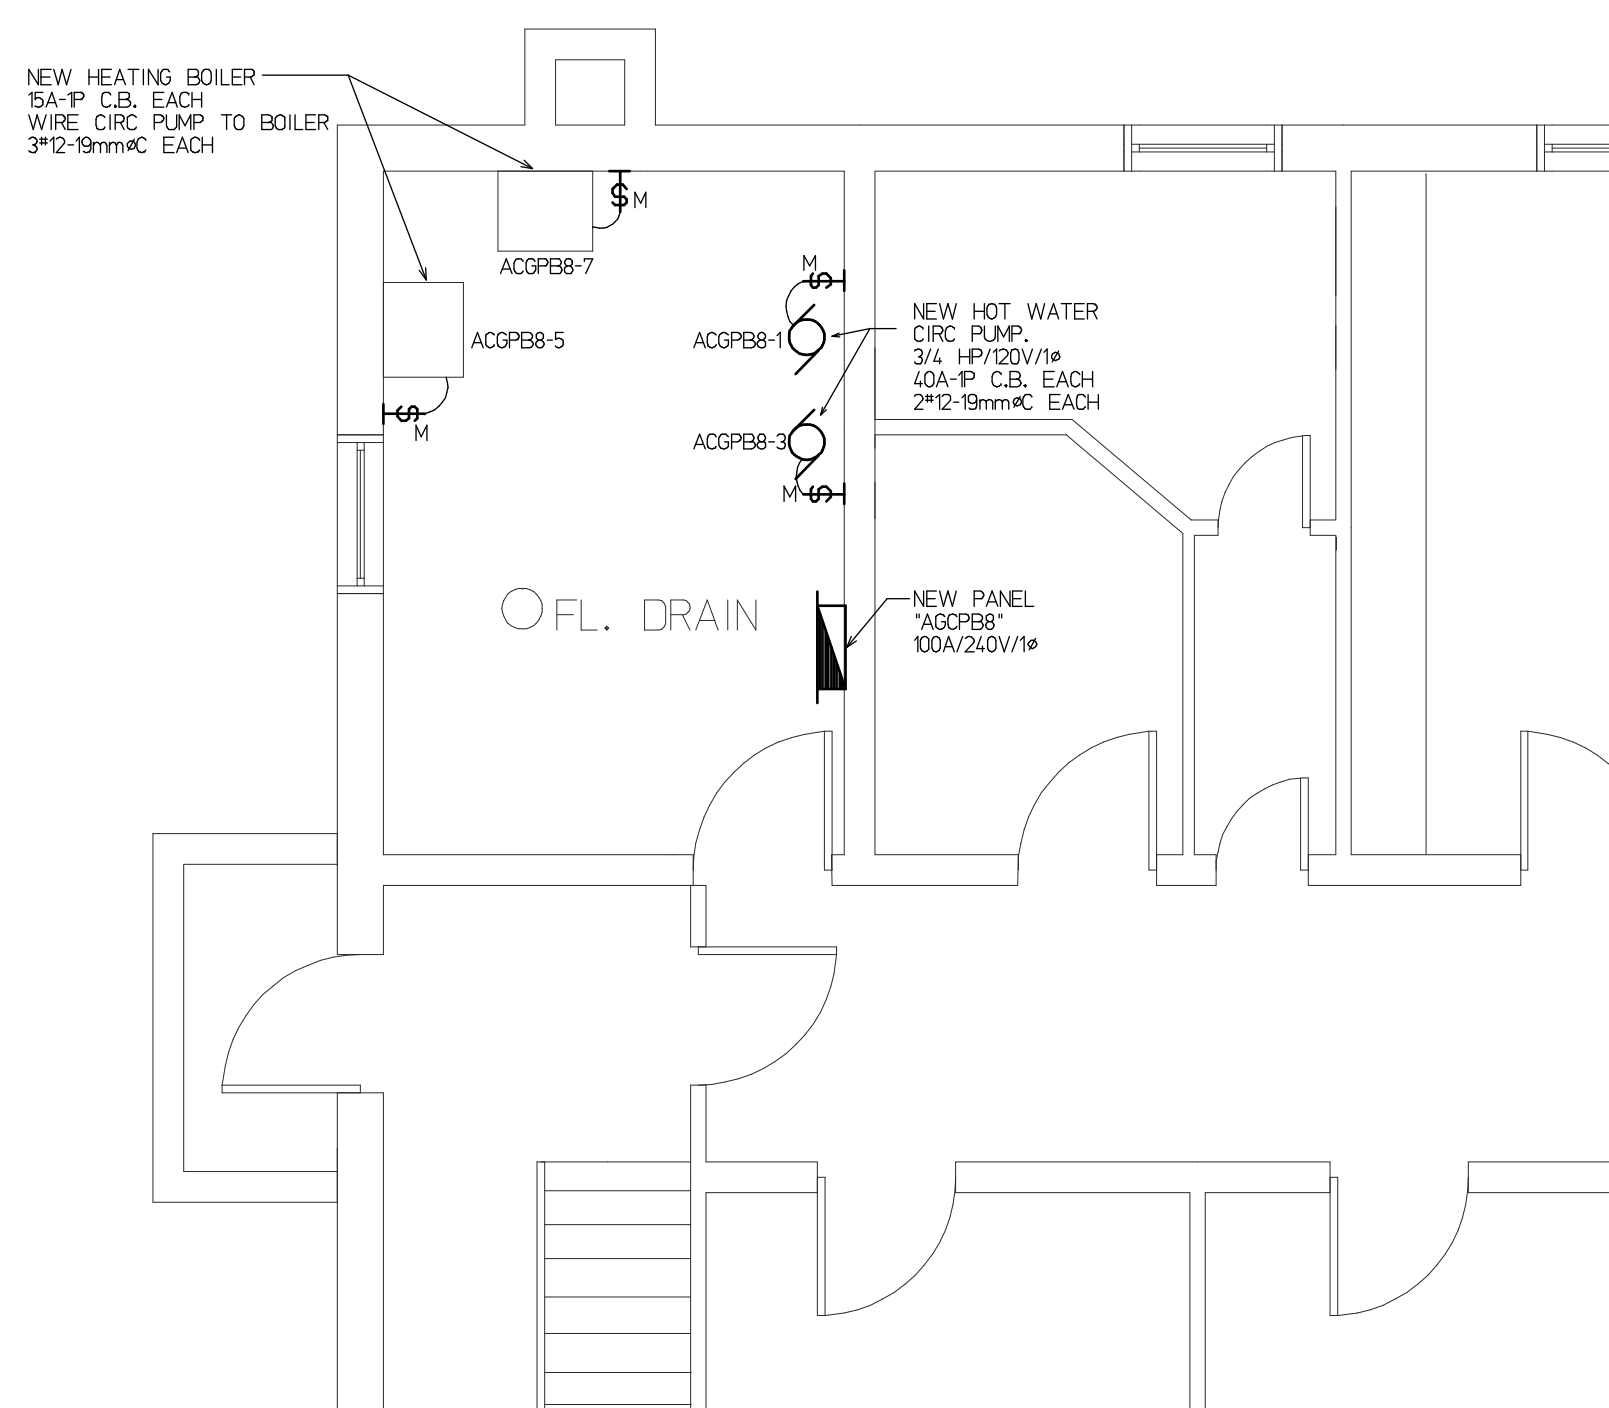 NEW HEATING BOILER
15A-1P C.B. EACH
WIRE CIRC PUMP TO BOILER
3#12-19mmøC EACH
$ M
ACGPB8-7
M
$
ACGPB8-5
$
M
ACGPB8-1
NEW HOT WATER
CIRC PUMP.
3/4 HP/120V/1ø
40A-1P C.B. EACH
2#12-19mmøC EACH
ACGPB8-3
M $
FL. DRAIN
NEW PANEL
"AGCPB8"
100A/240V/1ø